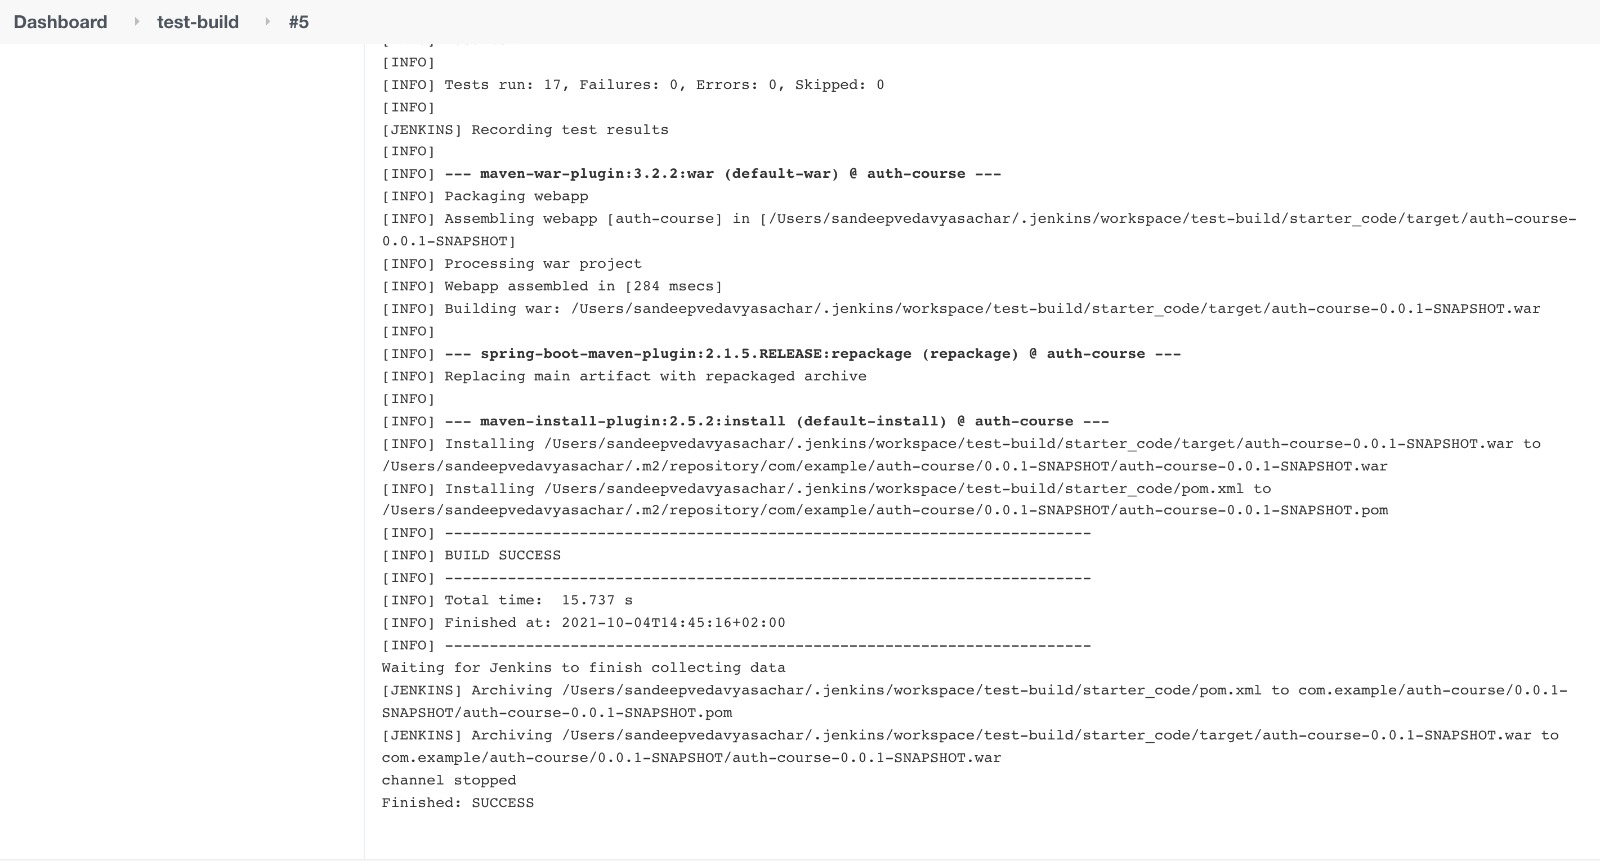 Dashboard test-build #5
[INFO]
[INFO] Tests run: 17, Failures: 0, Errors: 0, Skipped: 0
[INFO]
[JENKINS] Recording test results
[INFO]
[INFO] --- maven-war-plugin:3.2.2:war (default-war) @ auth-course ---
[INFO] Packaging webapp
[INFO] Assembling webapp [auth-course] in [/Users/sandeepvedavyasachar/.jenkins/workspace/test-build/starter_code/target/auth-course-
0.0.1-SNAPSHOT]
[INFO] Processing war project
[INFO] Webapp assembled in [284 msecs]
[INFO] Building war: /Users/sandeepvedavyasachar/.jenkins/workspace/test-build/starter_code/target/auth-course-0.0.1-SNAPSHOT.war
[INFO]
[INFO] --- spring-boot-maven-plugin:2.1.5.RELEASE:repackage (repackage) @ auth-course ---
[INFO] Replacing main artifact with repackaged archive
[INFO]
[INFO] --- maven-install-plugin:2.5.2:install (default-install) @ auth-course ---
[INFO] Installing /Users/sandeepvedavyasachar/.jenkins/workspace/test-build/starter_code/target/auth-course-0.0.1-SNAPSHOT.war to
/Users/sandeepvedavyasachar/.m2/repository/com/example/auth-course/0.0.1-SNAPSHOT/auth-course-0.0.1-SNAPSHOT.war
[INFO] Installing /Users/sandeepvedavyasachar/.jenkins/workspace/test-build/starter_code/pom.xml to
/Users/sandeepvedavyasachar/.m2/repository/com/example/auth-course/0.0.1-SNAPSHOT/auth-course-0.0.1-SNAPSHOT.pom
[INFO] ------------------------------------------------------------------------
[INFO] BUILD SUCCESS
[INFO] ------------------------------------------------------------------------
[INFO] Total time:  15.737 s
[INFO] Finished at: 2021-10-04T14:45:16+02:00
[INFO] ------------------------------------------------------------------------
Waiting for Jenkins to finish collecting data
[JENKINS] Archiving /Users/sandeepvedavyasachar/.jenkins/workspace/test-build/starter_code/pom.xml to com.example/auth-course/0.0.1-
SNAPSHOT/auth-course-0.0.1-SNAPSHOT.pom
[JENKINS] Archiving /Users/sandeepvedavyasachar/.jenkins/workspace/test-build/starter_code/target/auth-course-0.0.1-SNAPSHOT.war to
com.example/auth-course/0.0.1-SNAPSHOT/auth-course-0.0.1-SNAPSHOT.war
channel stopped
Finished: SUCCESS